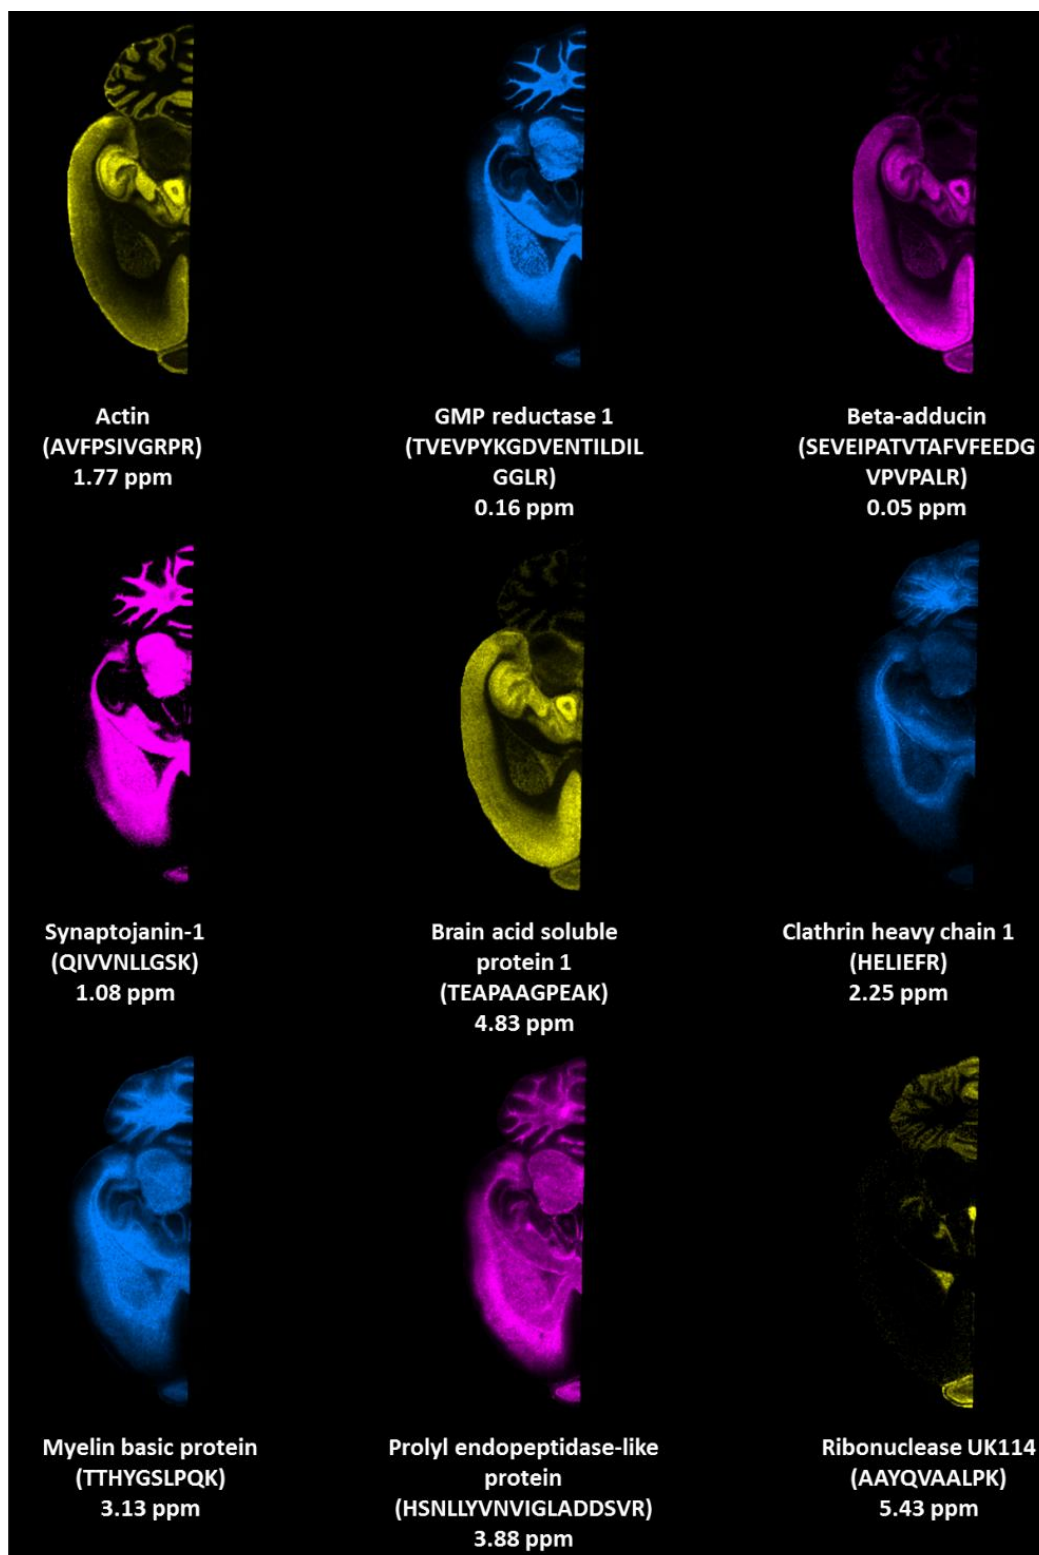 Actin
(AVFPSIVGRPR)
1.77 ppm
GMP reductase 1
(TVEVPYKGDVENTILDIL
GGLR)
0.16 ppm
Beta-adducin
(SEVEIPATVTAFVFEEDG
VPVPALR)
0.05 ppm
Synaptojanin-1
(QIVVNLLGSK)
1.08 ppm
Brain acid soluble
protein 1
(TEAPAAGPEAK)
4.83 ppm
Clathrin heavy chain 1
(HELIEFR)
2.25 ppm
Myelin basic protein
(TTHYGSLPQK)
3.13 ppm
Prolyl endopeptidase-like
protein
(HSNLLYVNVIGLADDSVR)
3.88 ppm
Ribonuclease UK114
(AAYQVAALPK)
5.43 ppm